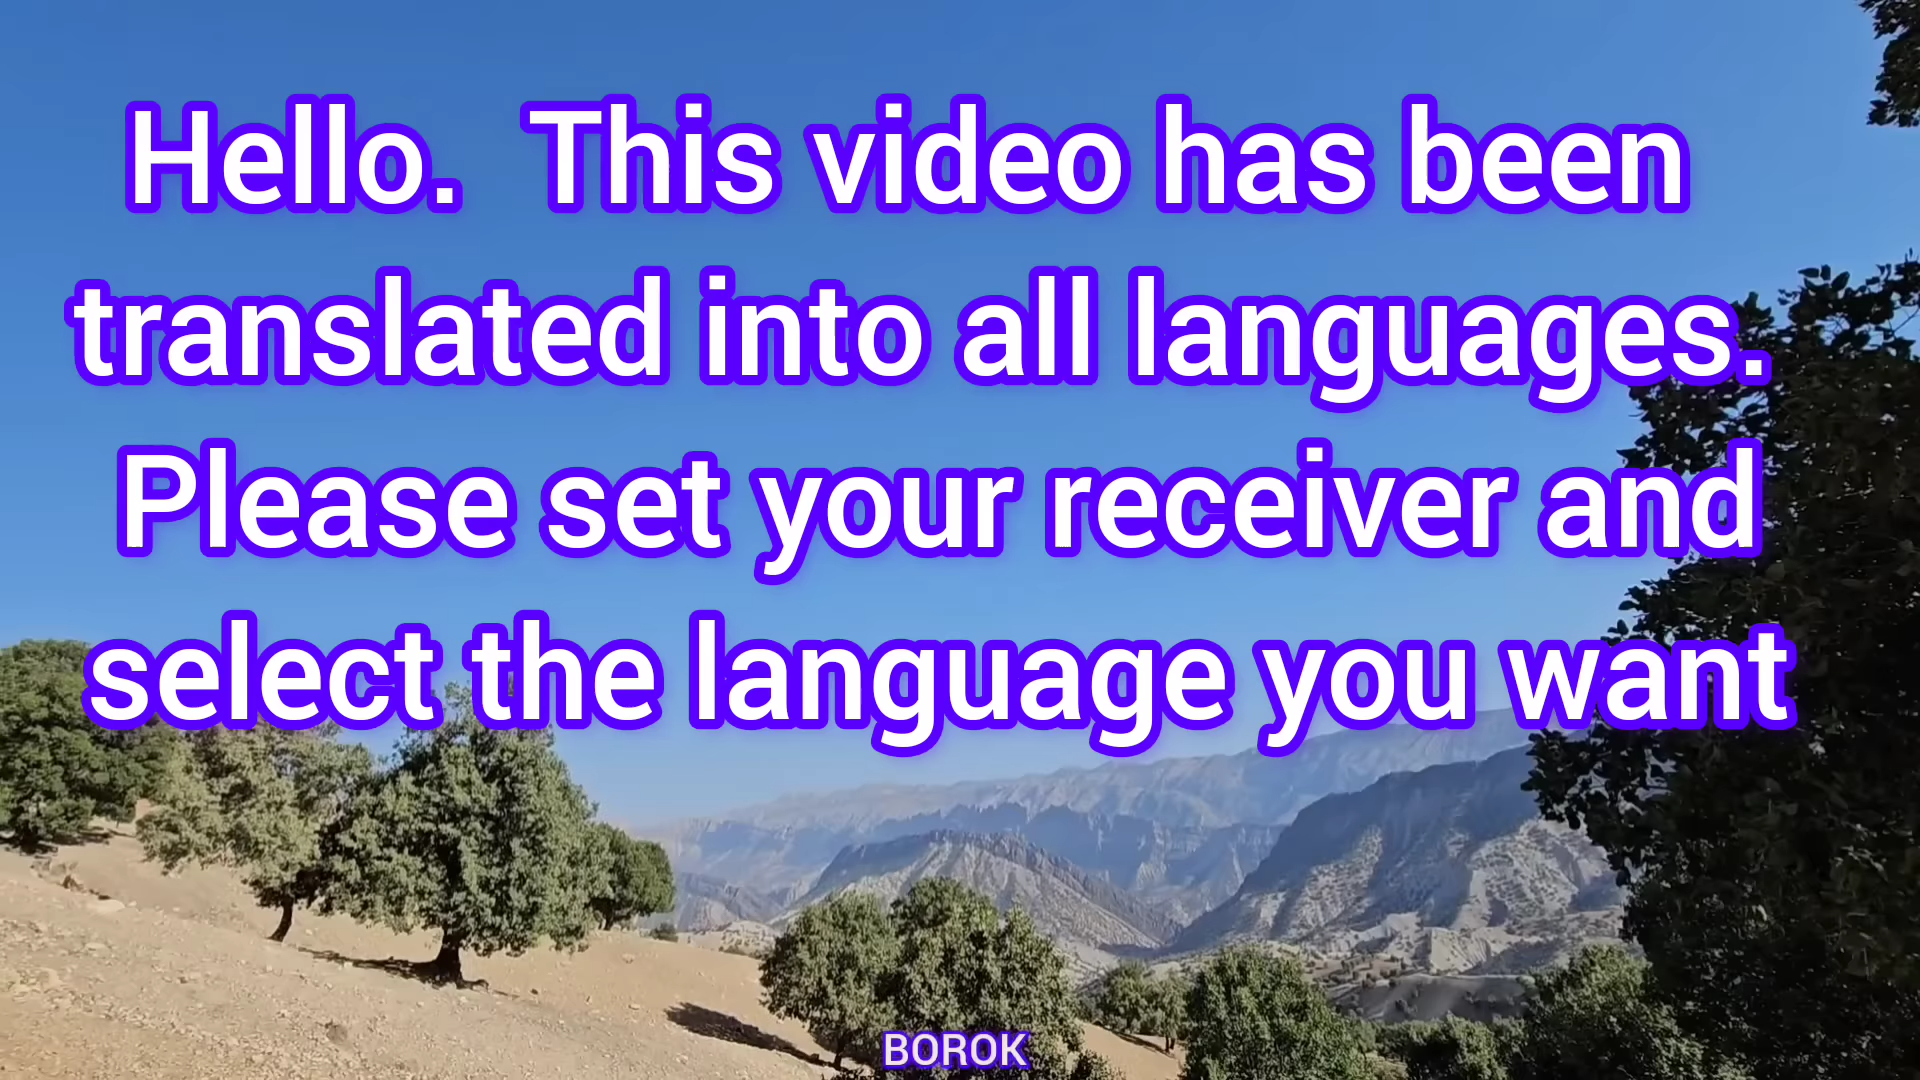 Hello.  This video has been
translated into all languages.
Please set your receiver and
select the language you want
BOROK